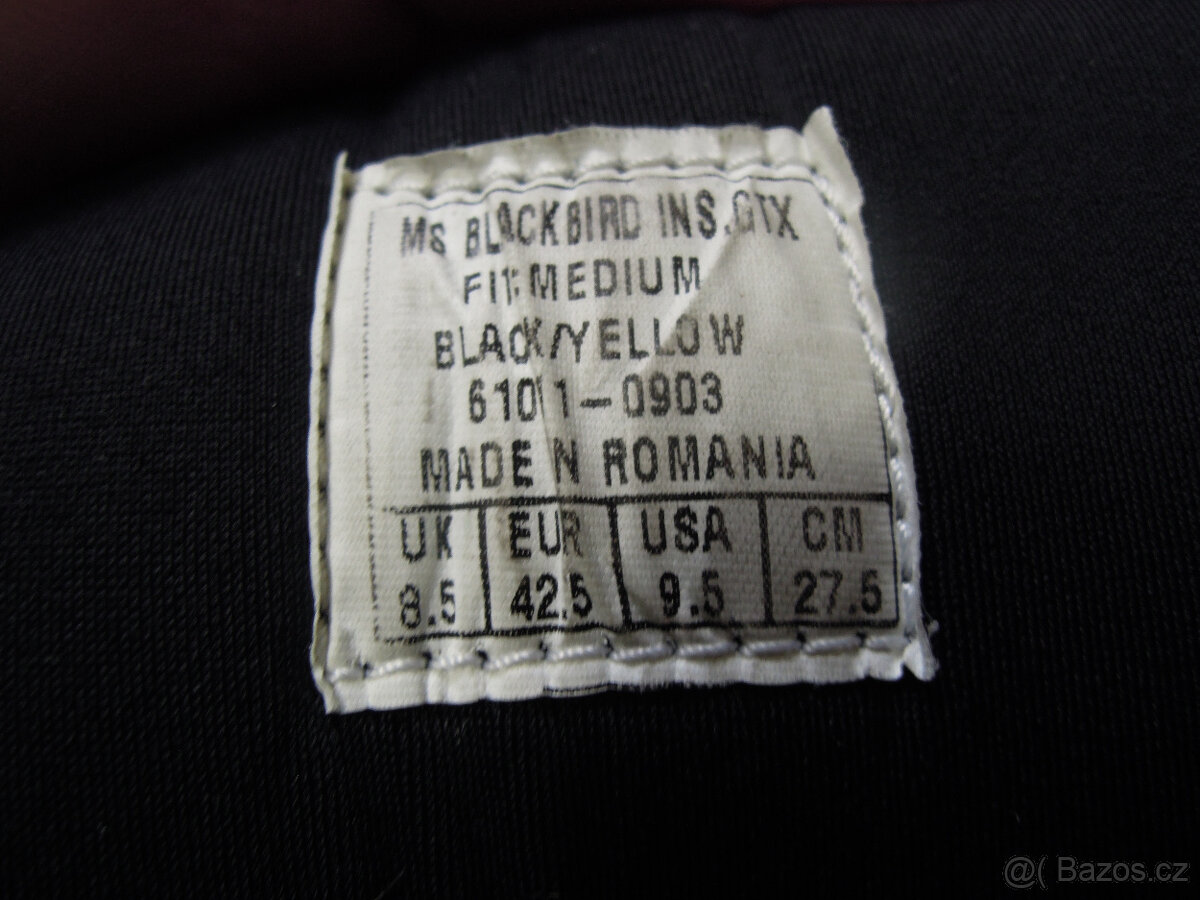 Ms BLACKBIRD INS.GTX
FIT:MEDIUM
BLACK/YELLOW
61011-0903
MADE IN ROMANIA
UK EUR USA CM
8.5 42.5 9.5 27.5
@( Bazos.cz